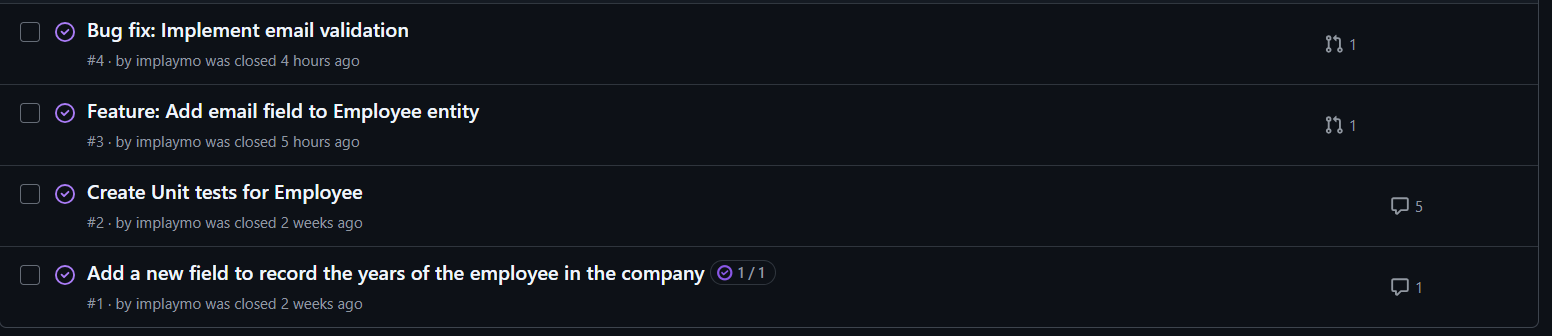 Bug fix: Implement email validation
1
#4 · by implaymo was closed 4 hours ago
Feature: Add email field to Employee entity
1
#3 · by implaymo was closed 5 hours ago
Create Unit tests for Employee
5
#2 · by implaymo was closed 2 weeks ago
Add a new field to record the years of the employee in the company 1 / 1
1
#1 · by implaymo was closed 2 weeks ago